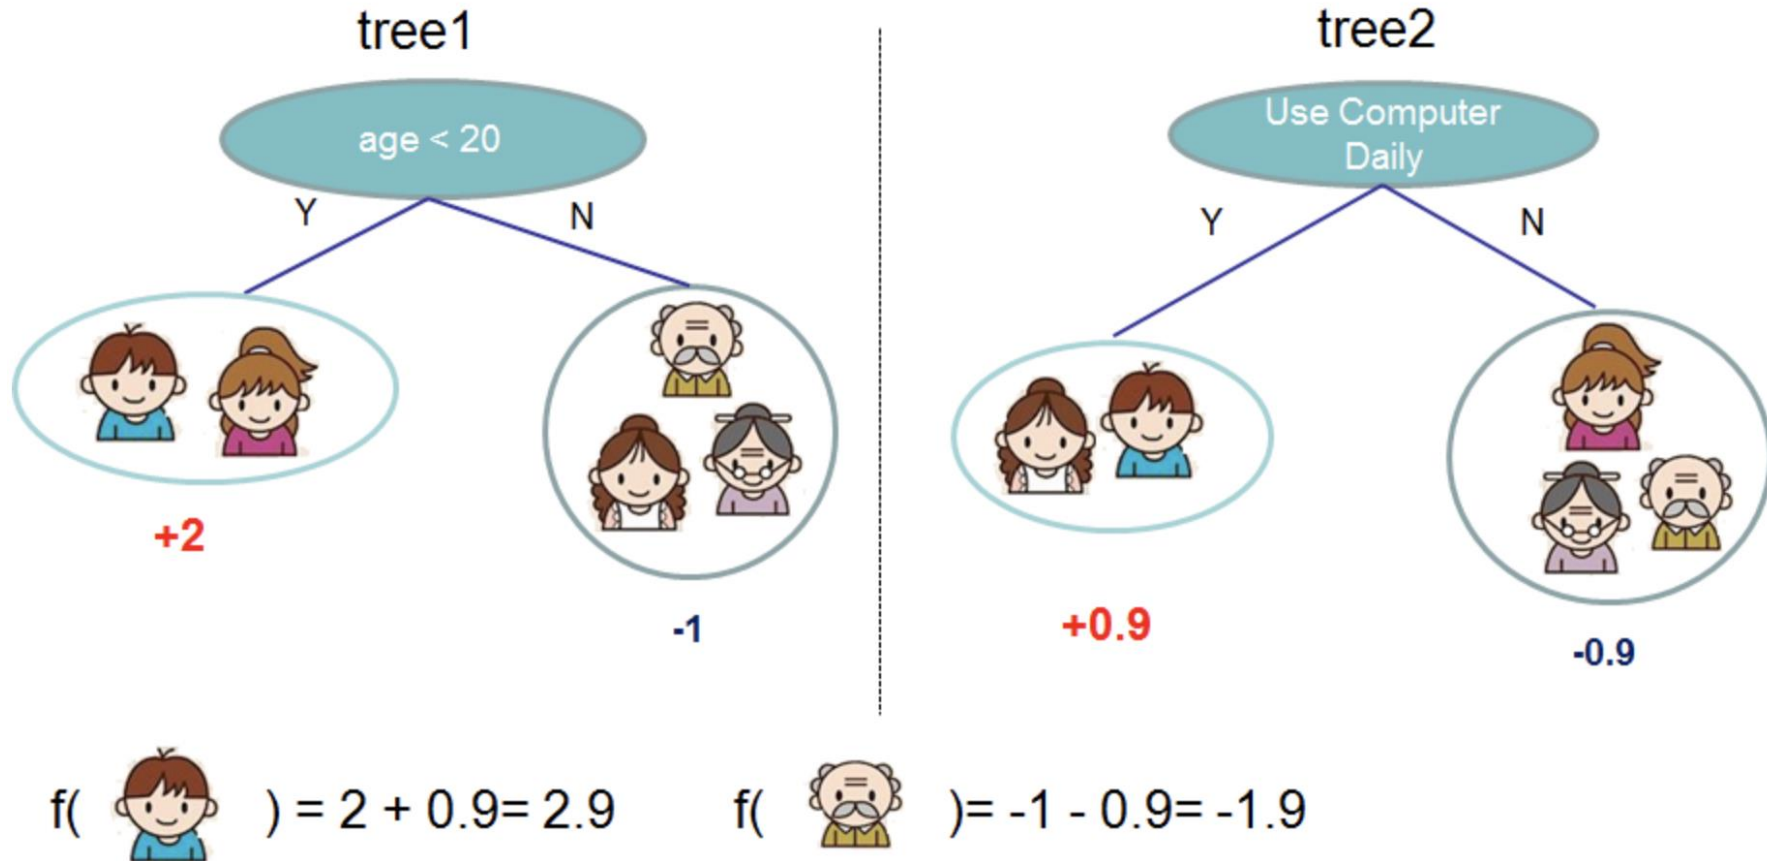 tree1
age < 20
Y
N
+2
-1
tree2
Use Computer
Daily
Y
N
+0.9
-0.9
f( ) = 2 + 0.9= 2.9
f( )= -1 - 0.9= -1.9